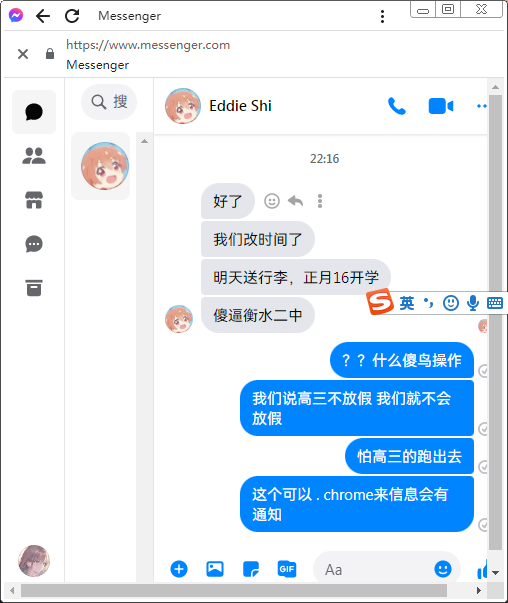 Messenger
https://www.messenger.com
Messenger
搜
Eddie Shi
22:16
好了
我们改时间了
明天送行李，正月16开学
傻逼衡水二中
英
？？什么傻鸟操作
我们说高三不放假 我们就不会
放假
怕高三的跑出去
这个可以 . chrome来信息会有
通知
GIF
Aa